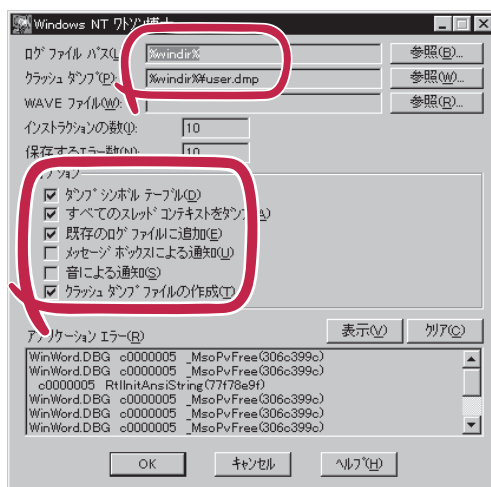 Windows NT ワトソン博士
ログ ファイル パス(L): %windir% 参照(B)...
クラッシュ ダンプ(P): %windir%¥user.dmp 参照(W)...
WAVE ファイル(W): 参照(R)...
インストラクションの数(I): 10
保存するエラー数(N): 10
オプション
ダンプ シンボル テーブル(D)
すべてのスレッド コンテキストをダンプ(A)
既存のログ ファイルに追加(E)
メッセージ ボックスによる通知(U)
音による通知(S)
クラッシュ ダンプ ファイルの作成(T)
アプリケーション エラー(R) 表示(V) クリア(C)
WinWord.DBG c0000005 _MsoPvFree(306c399c)
WinWord.DBG c0000005 _MsoPvFree(306c399c)
c0000005 RtlInitAnsiString(77f78e9f)
WinWord.DBG c0000005 _MsoPvFree(306c399c)
WinWord.DBG c0000005 _MsoPvFree(306c399c)
WinWord.DBG c0000005 _MsoPvFree(306c399c)
OK キャンセル ヘルプ(H)